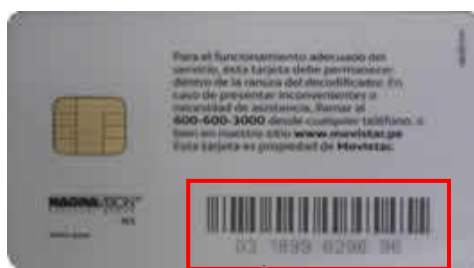 Para el funcionamiento adecuado del
servicio, esta tarjeta debe permanecer
dentro de la ranura del decodificador. En
caso de presentar inconvenientes o
necesidad de asistencia, llamar al
600-600-3000 desde cualquier teléfono, o
bien en nuestro sitio www.movistar.pe
Esta tarjeta es propiedad de Movistar.
NAGRAVISION
03 1899 6296 96